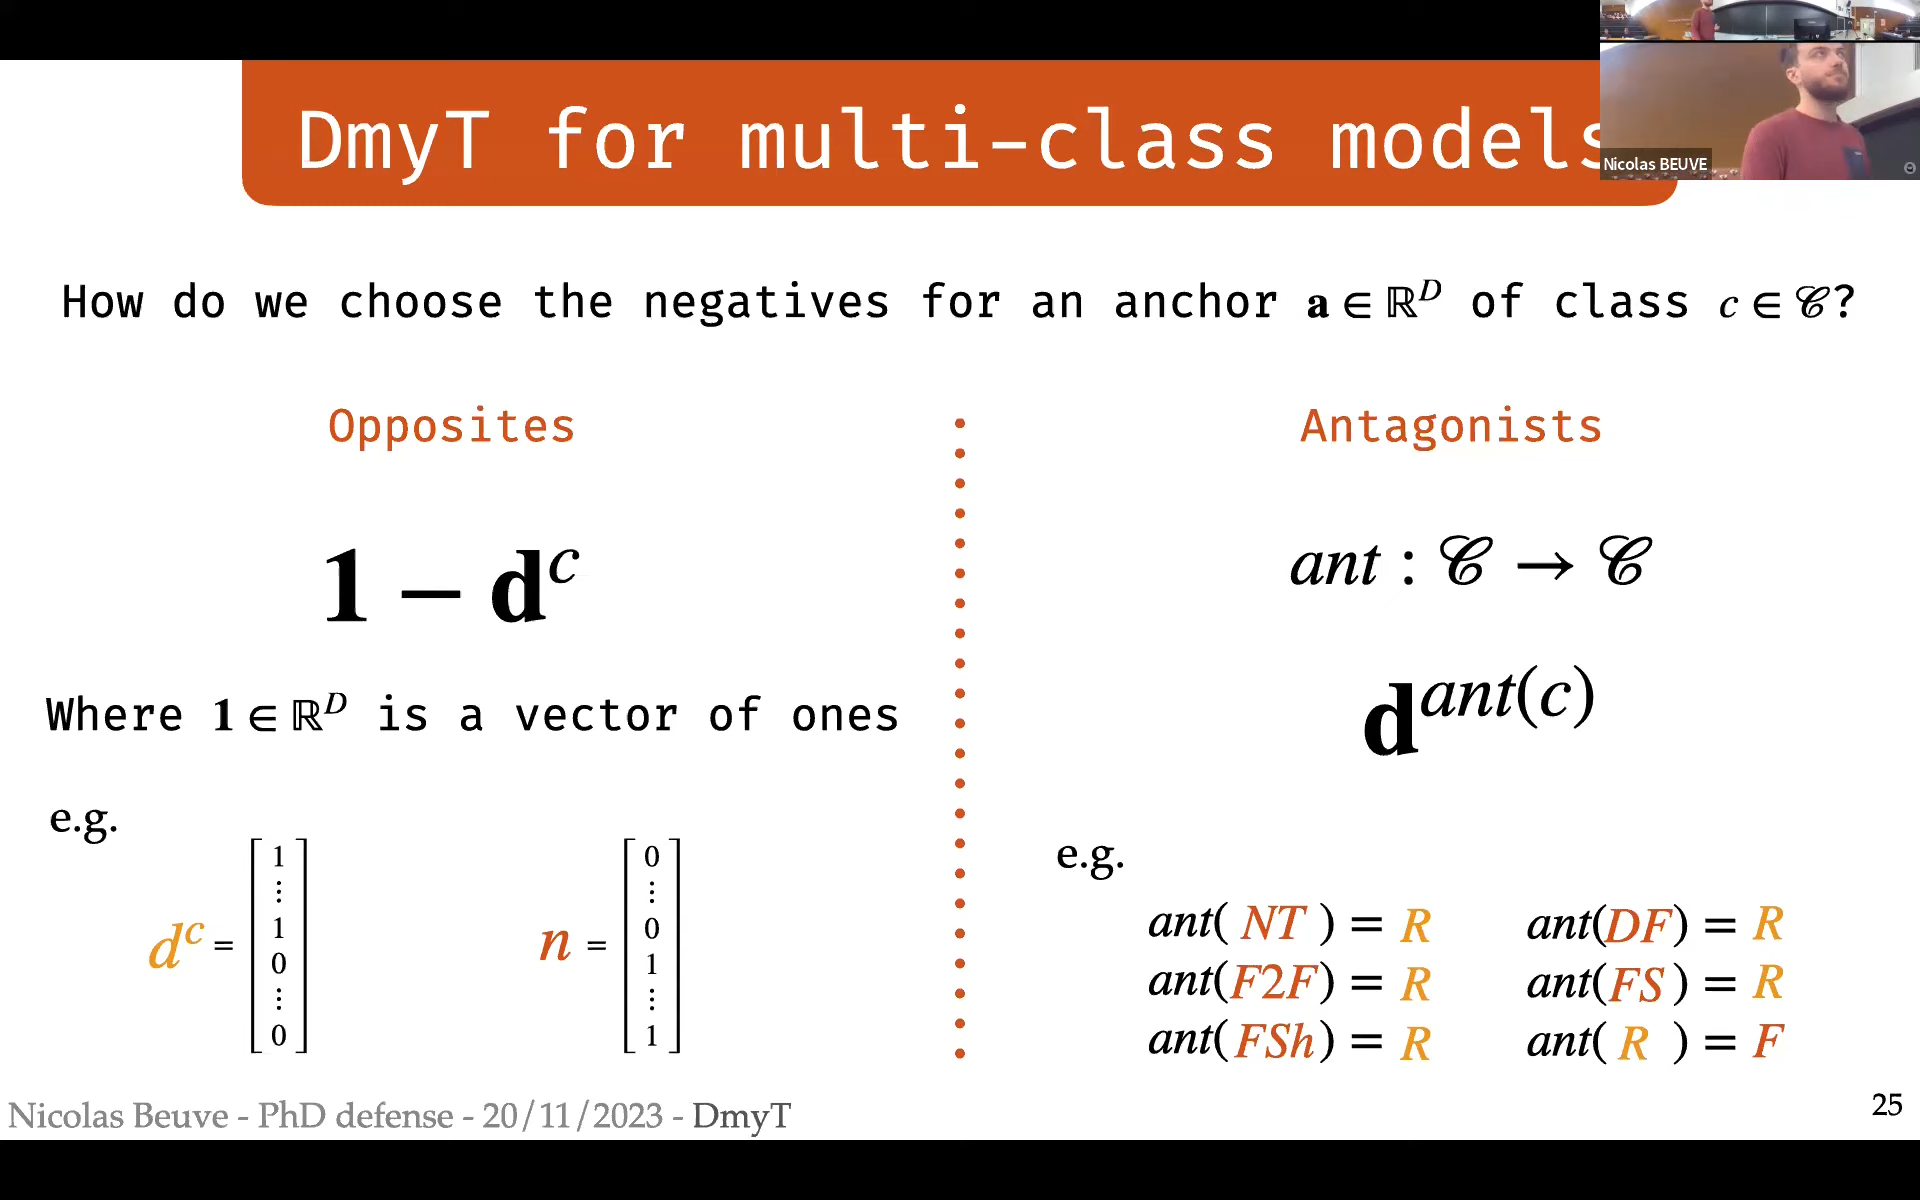 DmyT for multi-class models
Nicolas BEUVE
How do we choose the negatives for an anchor a ∈ ℝ^D of class c ∈ 𝒞?
Opposites
1 − d^c
Where 1 ∈ ℝ^D is a vector of ones
e.g.
d^c = [1 ⋮ 1 0 ⋮ 0]
n = [0 ⋮ 0 1 ⋮ 1]
Antagonists
ant : 𝒞 → 𝒞
d^ant(c)
e.g.
ant( NT ) = R
ant(F2F) = R
ant(FSh) = R
ant(DF) = R
ant(FS) = R
ant( R ) = F
Nicolas Beuve - PhD defense - 20/11/2023 - DmyT
25